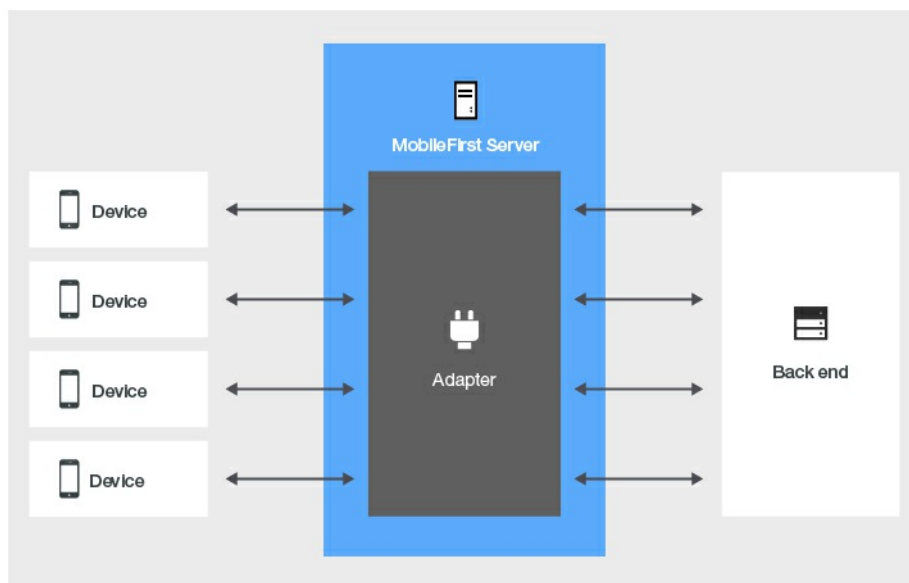 MobileFirst Server
Device
Device
Device
Device
Adapter
Back end